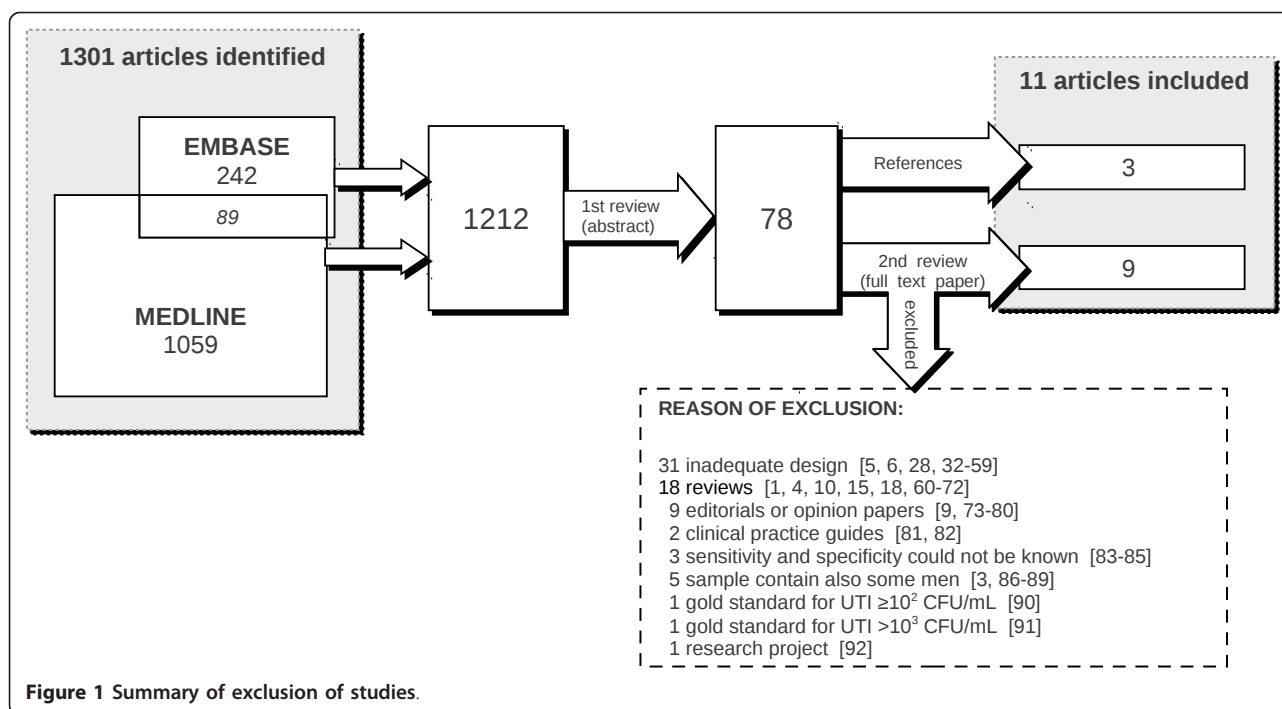 1301 articles identified
EMBASE
242
89
MEDLINE
1059
1212
1st review
(abstract)
78
References
2nd review
(full text paper)
excluded
11 articles included
3
9
REASON OF EXCLUSION:
31 inadequate design [5, 6, 28, 32-59]
18 reviews [1, 4, 10, 15, 18, 60-72]
9 editorials or opinion papers [9, 73-80]
2 clinical practice guides [81, 82]
3 sensitivity and specificity could not be known [83-85]
5 sample contain also some men [3, 86-89]
1 gold standard for UTI ≥10² CFU/mL [90]
1 gold standard for UTI >10³ CFU/mL [91]
1 research project [92]
Figure 1 Summary of exclusion of studies.